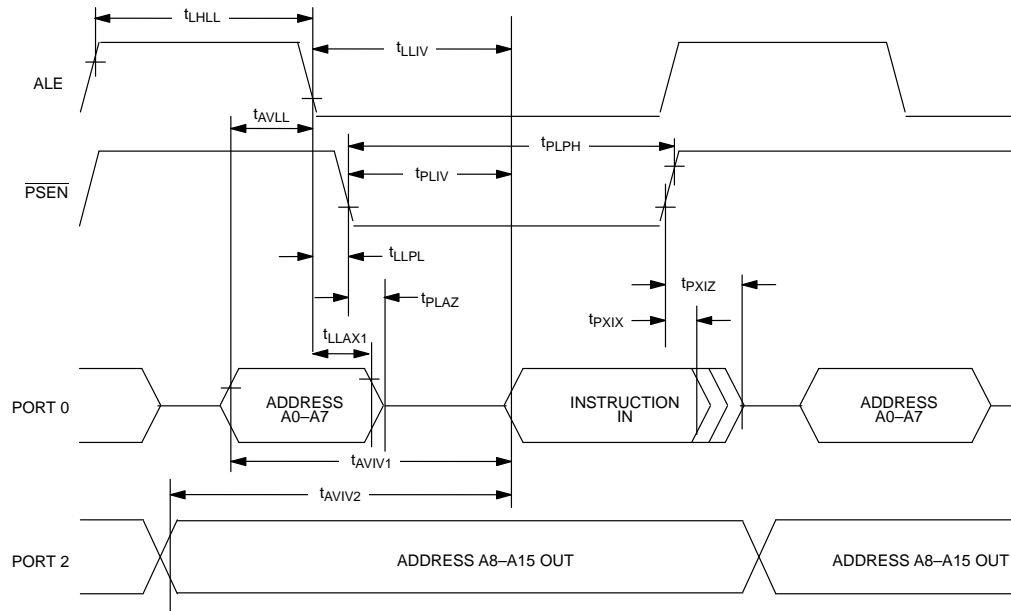 tLHLL
tLLIV
ALE
tAVLL
tPLPH
tPLIV
PSEN
tLLPL
tPLAZ
tPXIZ
tPXIX
tLLAX1
PORT 0
ADDRESS
A0–A7
INSTRUCTION
IN
ADDRESS
A0–A7
tAVIV1
tAVIV2
PORT 2
ADDRESS A8–A15 OUT
ADDRESS A8–A15 OUT